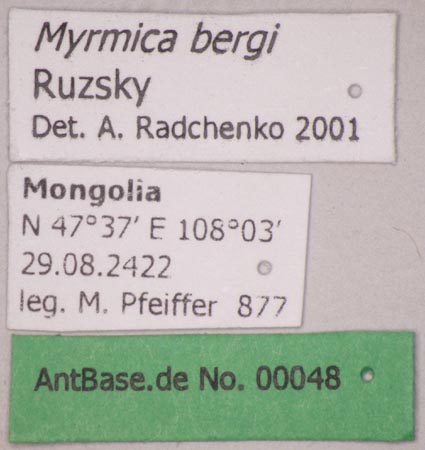 Myrmica bergi
Ruzsky
Det. A. Radchenko 2001
Mongolia
N 47°37' E 108°03'
29.08.2422
leg. M. Pfeiffer 877
AntBase.de No. 00048